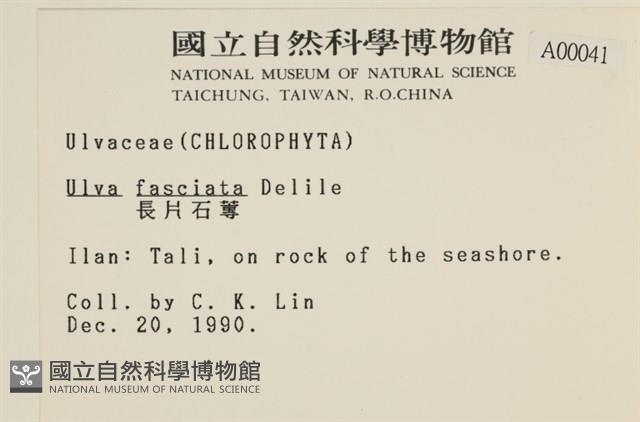 國立自然科學博物館
A00041
NATIONAL MUSEUM OF NATURAL SCIENCE
TAICHUNG, TAIWAN, R.O.CHINA
Ulvaceae(CHLOROPHYTA)
Ulva fasciata Delile
長片石蓴
Ilan: Tali, on rock of the seashore.
Coll. by C. K. Lin
Dec. 20, 1990.
國立自然科學博物館
NATIONAL MUSEUM OF NATURAL SCIENCE